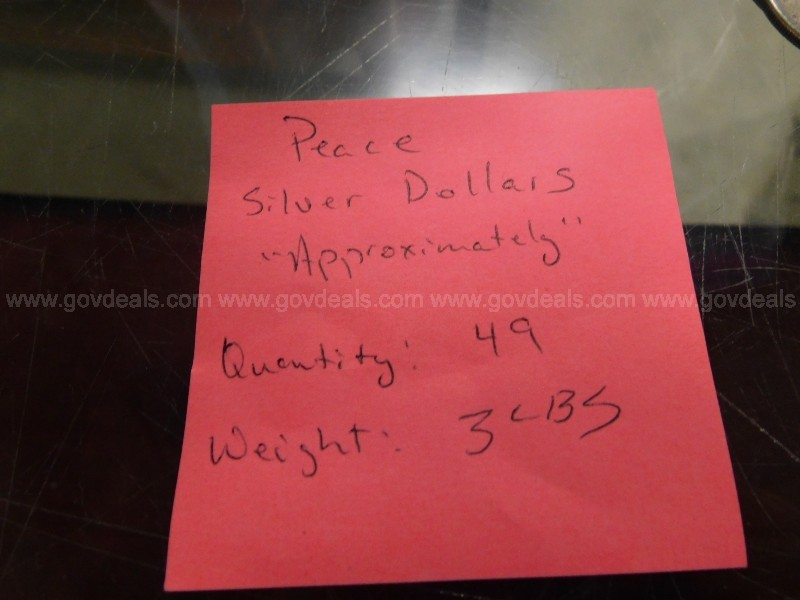 Peace
Silver Dollars
"Approximately"
www.govdeals.com www.govdeals.com www.govdeals.com www.govdeals
Quantity: 49
Weight: 3 LBS